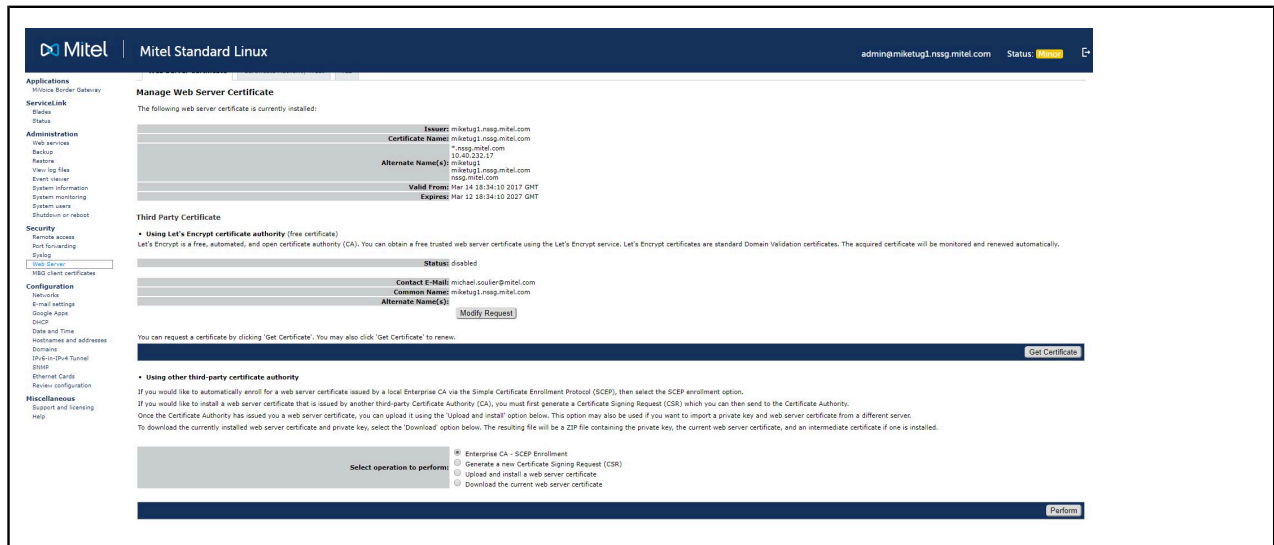 Mitel
Mitel Standard Linux
admin@miketug1.nssg.mitel.com Status: Minor
Applications
MiVoice Border Gateway
ServiceLink
Blades
Status
Administration
Web services
Backup
Restore
View log files
Event viewer
System information
System monitoring
System users
Shutdown or reboot
Security
Remote access
Port forwarding
Syslog
Web Server
MBG client certificates
Configuration
Networks
E-mail settings
Google Apps
DHCP
Date and Time
Hostnames and addresses
Domains
IPv6-in-IPv4 Tunnel
SNMP
Ethernet Cards
Review configuration
Miscellaneous
Support and licensing
Help
Manage Web Server Certificate
The following web server certificate is currently installed:
Issuer: miketug1.nssg.mitel.com
Certificate Name: miketug1.nssg.mitel.com
Alternate Name(s): *.nssg.mitel.com
10.40.232.17
miketug1
miketug1.nssg.mitel.com
nssg.mitel.com
Valid From: Mar 14 18:34:10 2017 GMT
Expires: Mar 12 18:34:10 2027 GMT
Third Party Certificate
• Using Let's Encrypt certificate authority (free certificate)
Let's Encrypt is a free, automated, and open certificate authority (CA). You can obtain a free trusted web server certificate using the Let's Encrypt service. Let's Encrypt certificates are standard Domain Validation certificates. The acquired certificate will be monitored and renewed automatically.
Status: disabled
Contact E-Mail: michael.soulier@mitel.com
Common Name: miketug1.nssg.mitel.com
Alternate Name(s):
Modify Request
You can request a certificate by clicking 'Get Certificate'. You may also click 'Get Certificate' to renew.
Get Certificate
• Using other third-party certificate authority
If you would like to automatically enroll for a web server certificate issued by a local Enterprise CA via the Simple Certificate Enrollment Protocol (SCEP), then select the SCEP enrollment option.
If you would like to install a web server certificate that is issued by another third-party Certificate Authority (CA), you must first generate a Certificate Signing Request (CSR) which you can then send to the Certificate Authority.
Once the Certificate Authority has issued you a web server certificate, you can upload it using the 'Upload and install' option below. This option may also be used if you want to import a private key and web server certificate from a different server.
To download the currently installed web server certificate and private key, select the 'Download' option below. The resulting file will be a ZIP file containing the private key, the current web server certificate, and an intermediate certificate if one is installed.
Select operation to perform:
Enterprise CA - SCEP Enrollment
Generate a new Certificate Signing Request (CSR)
Upload and install a web server certificate
Download the current web server certificate
Perform